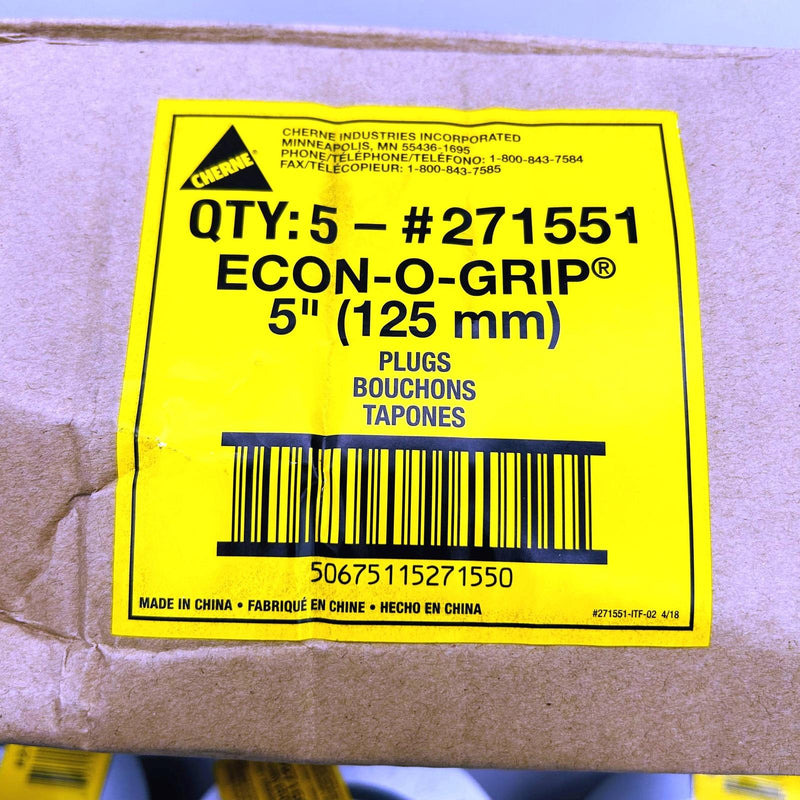 CHERNE®
CHERNE INDUSTRIES INCORPORATED
MINNEAPOLIS, MN 55436-1695
PHONE/TÉLÉPHONE/TELÉFONO: 1-800-843-7584
FAX/TÉLÉCOPIEUR: 1-800-843-7585
QTY: 5 – #271551
ECON-O-GRIP®
5" (125 mm)
PLUGS
BOUCHONS
TAPONES
50675115271550
MADE IN CHINA • FABRIQUÉ EN CHINE • HECHO EN CHINA
#271551-ITF-02 4/18